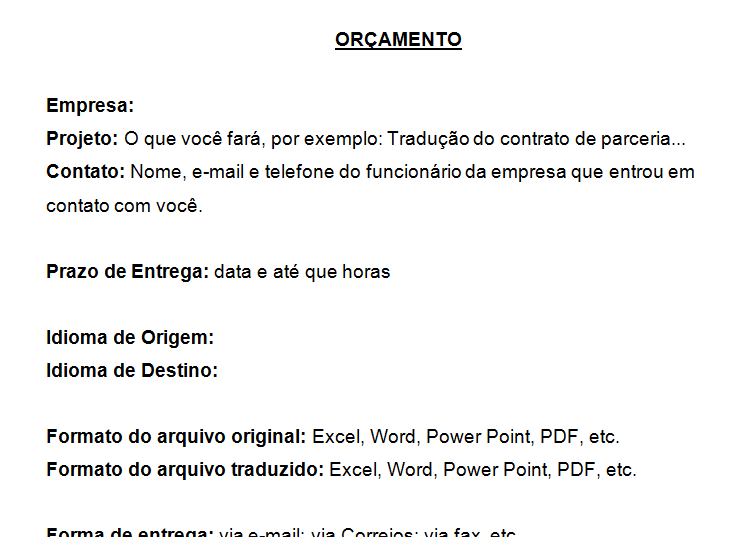 ORÇAMENTO
Empresa:
Projeto: O que você fará, por exemplo: Tradução do contrato de parceria...
Contato: Nome, e-mail e telefone do funcionário da empresa que entrou em
contato com você.
Prazo de Entrega: data e até que horas
Idioma de Origem:
Idioma de Destino:
Formato do arquivo original: Excel, Word, Power Point, PDF, etc.
Formato do arquivo traduzido: Excel, Word, Power Point, PDF, etc.
Forma de entrega: via e-mail; via Correios; via fax, etc